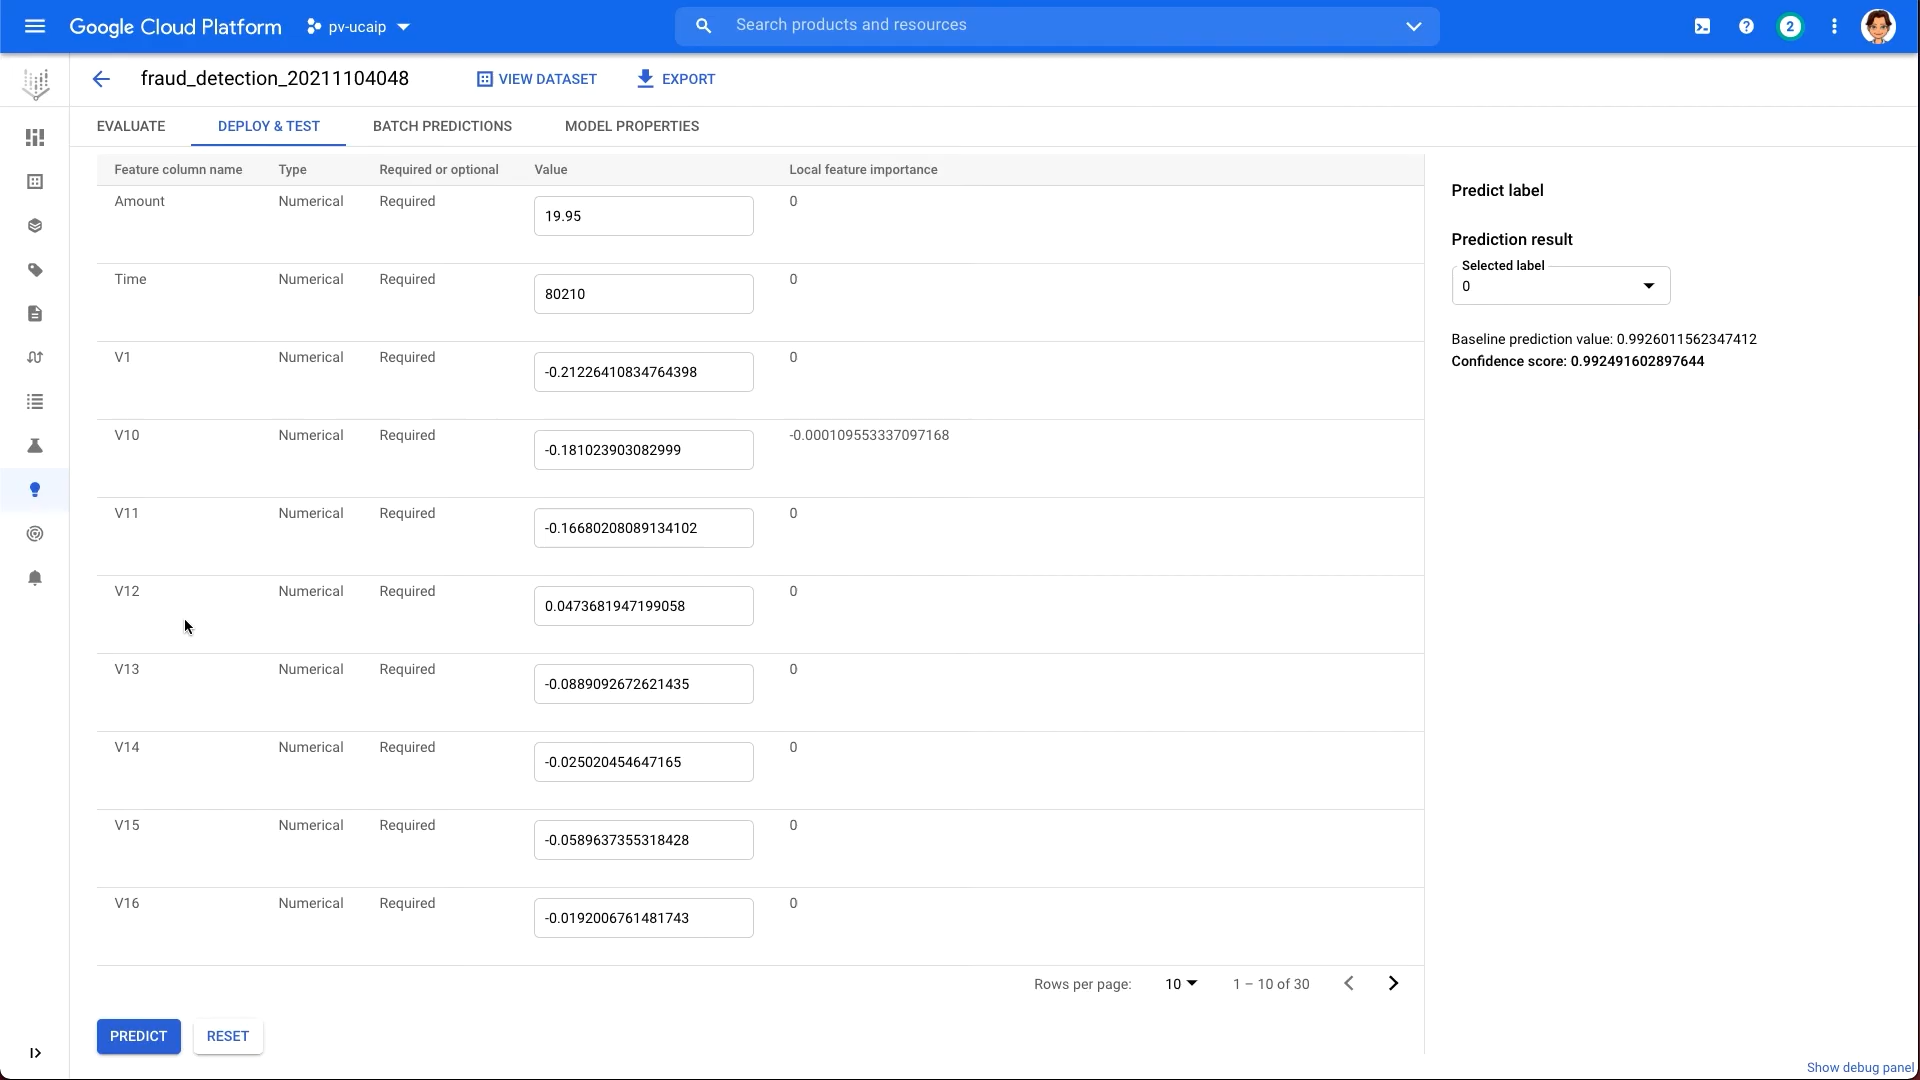 Google Cloud Platform
pv-ucaip
Search products and resources
2
fraud_detection_20211104048
VIEW DATASET
EXPORT
EVALUATE
DEPLOY & TEST
BATCH PREDICTIONS
MODEL PROPERTIES
Feature column name Type Required or optional Value Local feature importance
Amount Numerical Required 19.95 0
Time Numerical Required 80210 0
V1 Numerical Required -0.21226410834764398 0
V10 Numerical Required -0.181023903082999 -0.000109553337097168
V11 Numerical Required -0.16680208089134102 0
V12 Numerical Required 0.0473681947199058 0
V13 Numerical Required -0.0889092672621435 0
V14 Numerical Required -0.025020454647165 0
V15 Numerical Required -0.0589637355318428 0
V16 Numerical Required -0.0192006761481743 0
Rows per page: 10 1 – 10 of 30
PREDICT
RESET
Predict label
Prediction result
Selected label
0
Baseline prediction value: 0.9926011562347412
Confidence score: 0.992491602897644
Show debug panel